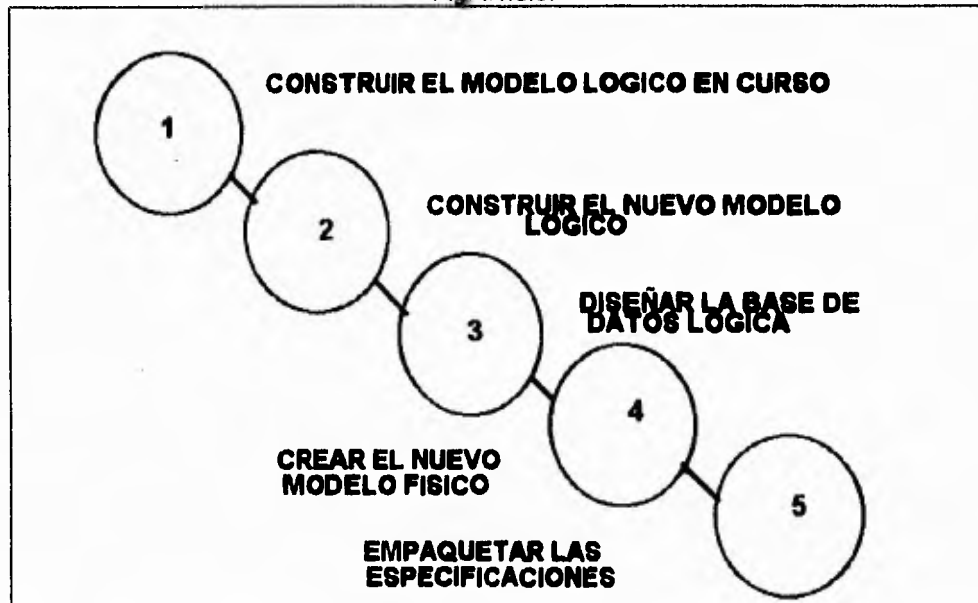 1
CONSTRUIR EL MODELO LOGICO EN CURSO
2
CONSTRUIR EL NUEVO MODELO
LOGICO
3
DISEÑAR LA BASE DE
DATOS LOGICA
4
CREAR EL NUEVO
MODELO FISICO
5
EMPAQUETAR LAS
ESPECIFICACIONES